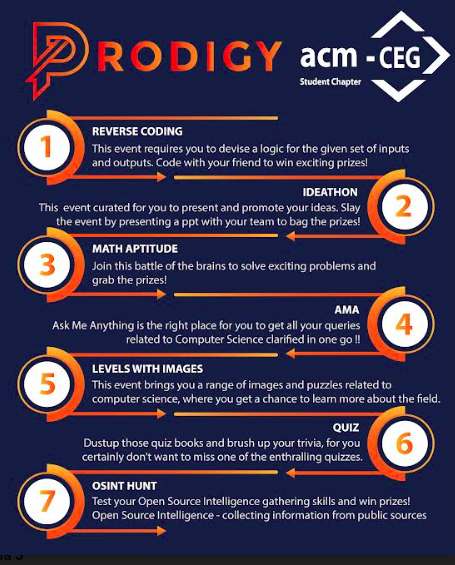 PRODIGY
acm - CEG
Student Chapter
1
REVERSE CODING
This event requires you to devise a logic for the given set of inputs
and outputs. Code with your friend to win exciting prizes!
2
IDEATHON
This event curated for you to present and promote your ideas. Slay
the event by presenting a ppt with your team to bag the prizes!
3
MATH APTITUDE
Join this battle of the brains to solve exciting problems and
grab the prizes!
4
AMA
Ask Me Anything is the right place for you to get all your queries
related to Computer Science clarified in one go !!
5
LEVELS WITH IMAGES
This event brings you a range of images and puzzles related to
computer science, where you get a chance to learn more about the field.
6
QUIZ
Dustup those quiz books and brush up your trivia, for you
certainly don't want to miss one of the enthralling quizzes.
7
OSINT HUNT
Test your Open Source Intelligence gathering skills and win prizes!
Open Source Intelligence - collecting information from public sources